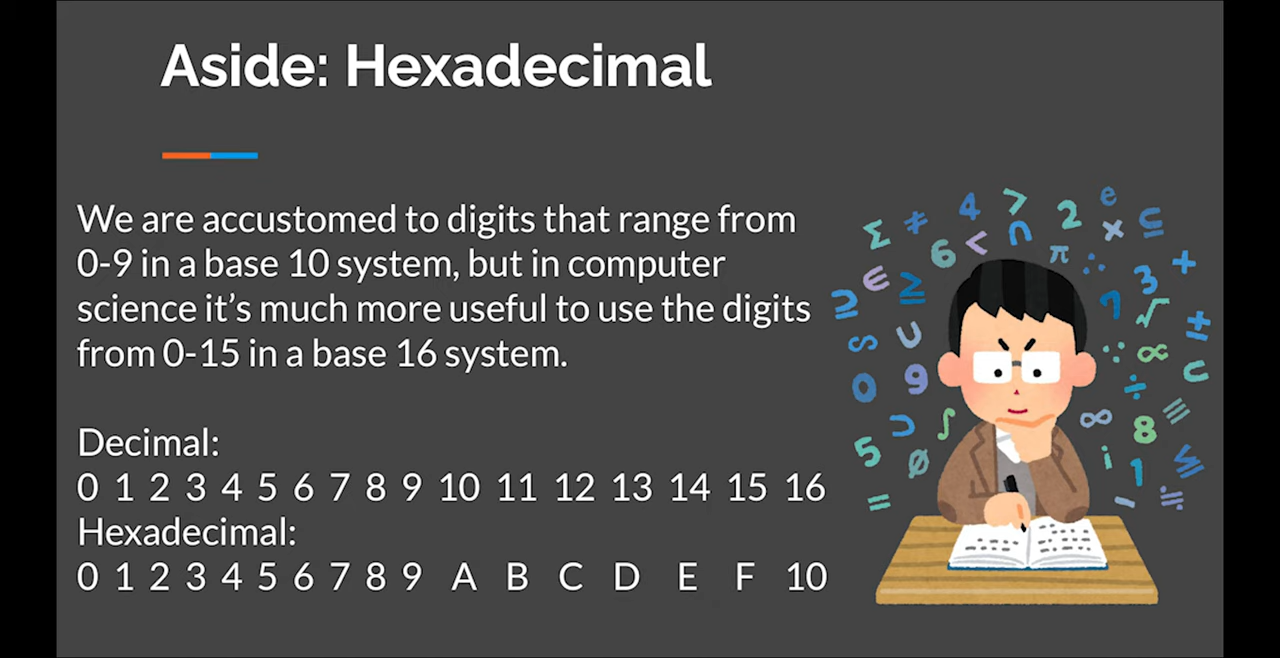 Aside: Hexadecimal
We are accustomed to digits that range from
0-9 in a base 10 system, but in computer
science it’s much more useful to use the digits
from 0-15 in a base 16 system.
Decimal:
0 1 2 3 4 5 6 7 8 9 10 11 12 13 14 15 16
Hexadecimal:
0 1 2 3 4 5 6 7 8 9 A B C D E F 10